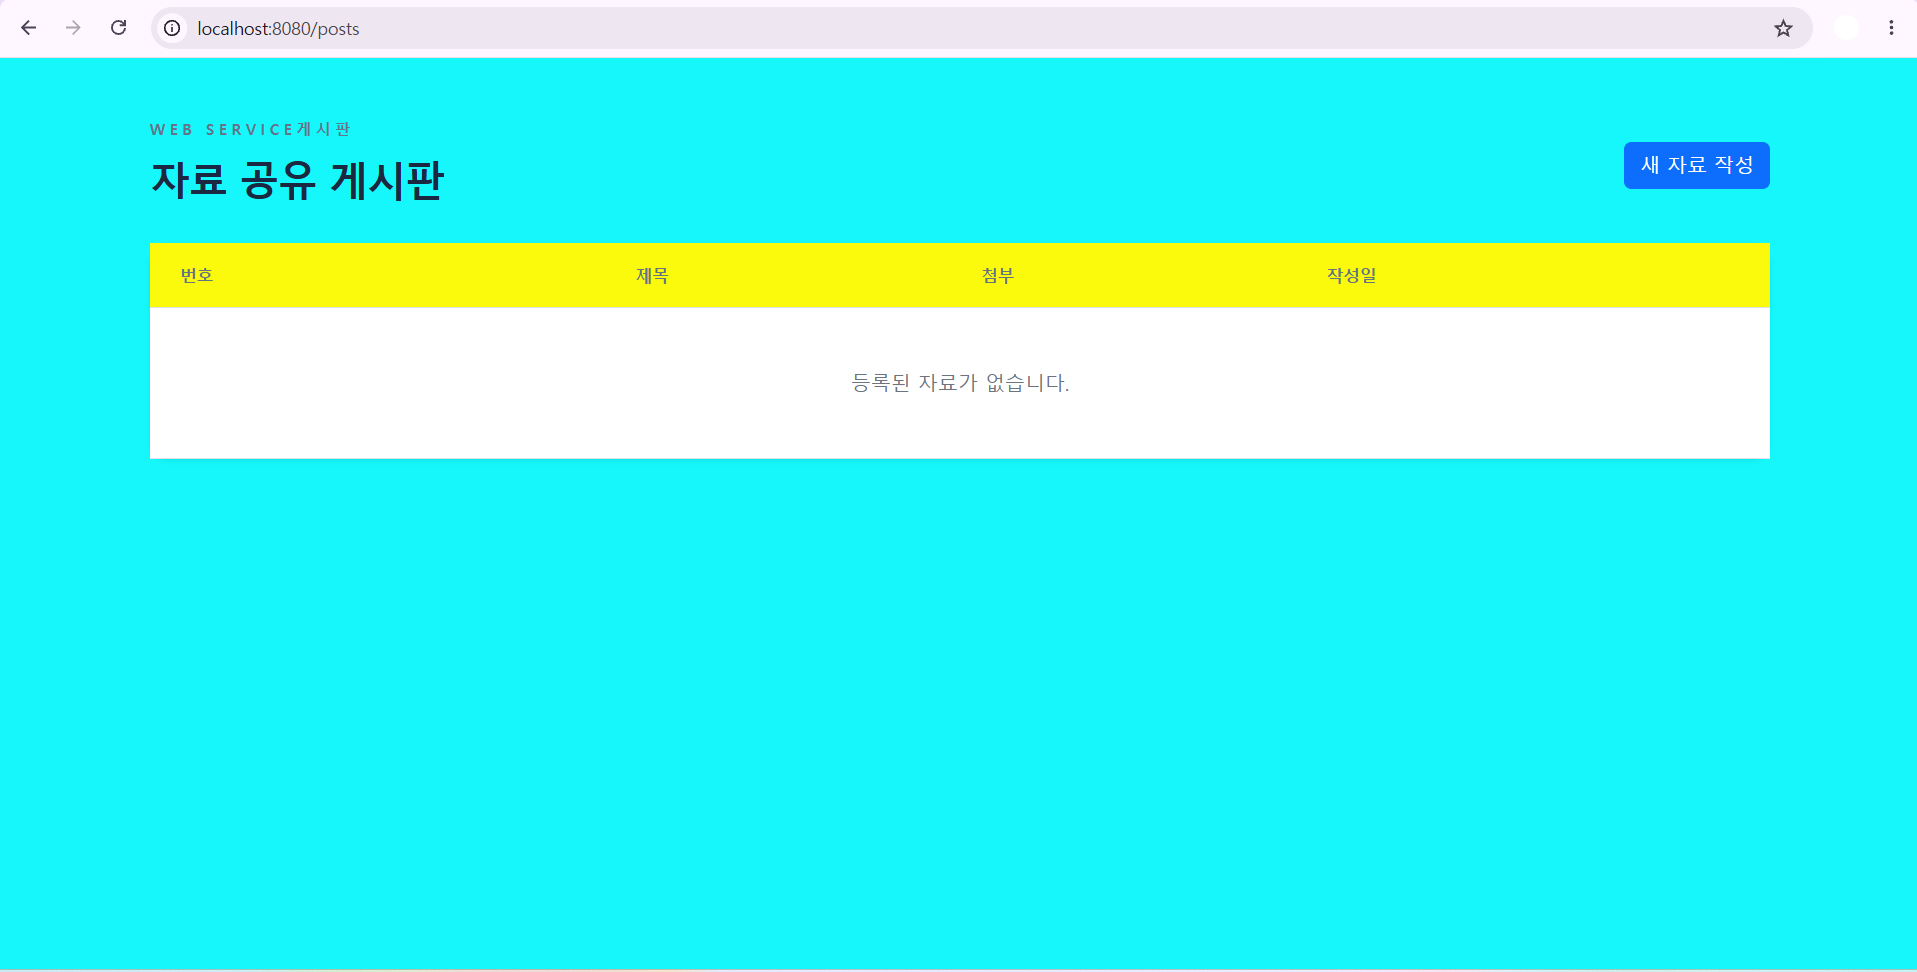 localhost:8080/posts
WEB SERVICE게시판
자료 공유 게시판
새 자료 작성
번호 제목 첨부 작성일
등록된 자료가 없습니다.